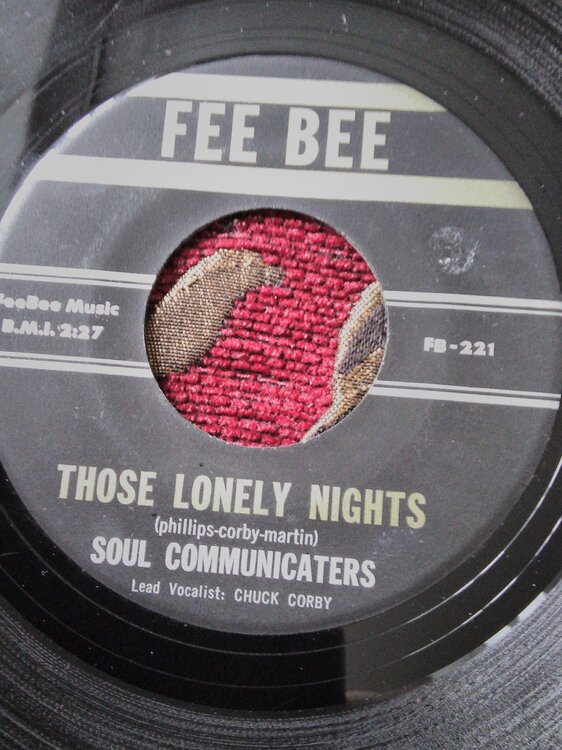 FEE BEE
FeeBee Music
B.M.I. 2:27
FB-221
THOSE LONELY NIGHTS
(phillips-corby-martin)
SOUL COMMUNICATERS
Lead Vocalist: CHUCK CORBY